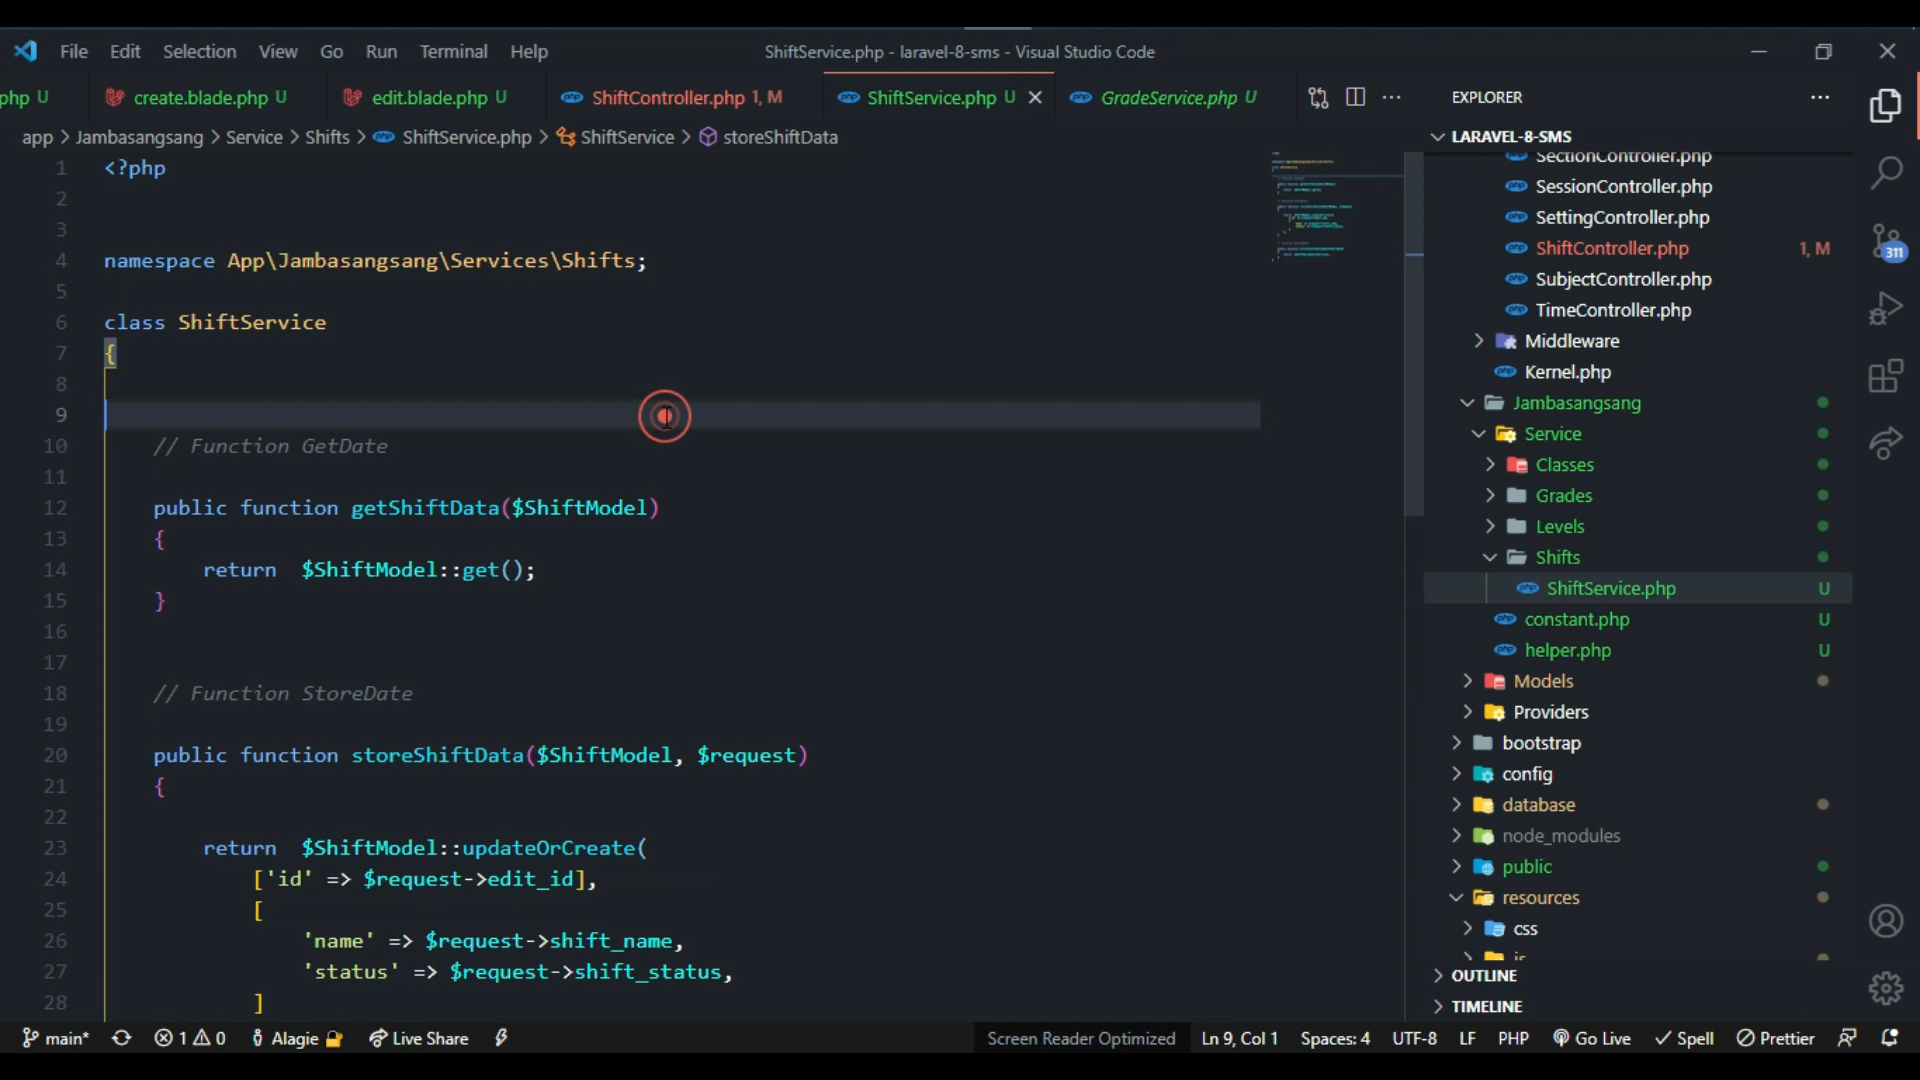 File Edit Selection View Go Run Terminal Help
ShiftService.php - laravel-8-sms - Visual Studio Code
php U
create.blade.php U
edit.blade.php U
ShiftController.php 1, M
ShiftService.php U
GradeService.php U
app > Jambasangsang > Service > Shifts > ShiftService.php > ShiftService > storeShiftData
1 <?php
2
3
4 namespace App\Jambasangsang\Services\Shifts;
5
6 class ShiftService
7 {
8
9
10 // Function GetDate
11
12 public function getShiftData($ShiftModel)
13 {
14 return $ShiftModel::get();
15 }
16
17
18 // Function StoreDate
19
20 public function storeShiftData($ShiftModel, $request)
21 {
22
23 return $ShiftModel::updateOrCreate(
24 ['id' => $request->edit_id],
25 [
26 'name' => $request->shift_name,
27 'status' => $request->shift_status,
28 ]
EXPLORER
LARAVEL-8-SMS
SectionController.php
SessionController.php
SettingController.php
ShiftController.php 1, M
SubjectController.php
TimeController.php
Middleware
Kernel.php
Jambasangsang
Service
Classes
Grades
Levels
Shifts
ShiftService.php U
constant.php U
helper.php U
Models
Providers
bootstrap
config
database
node_modules
public
resources
css
js
OUTLINE
TIMELINE
311
main* 1 0 Alagie Live Share
Screen Reader Optimized Ln 9, Col 1 Spaces: 4 UTF-8 LF PHP Go Live Spell Prettier